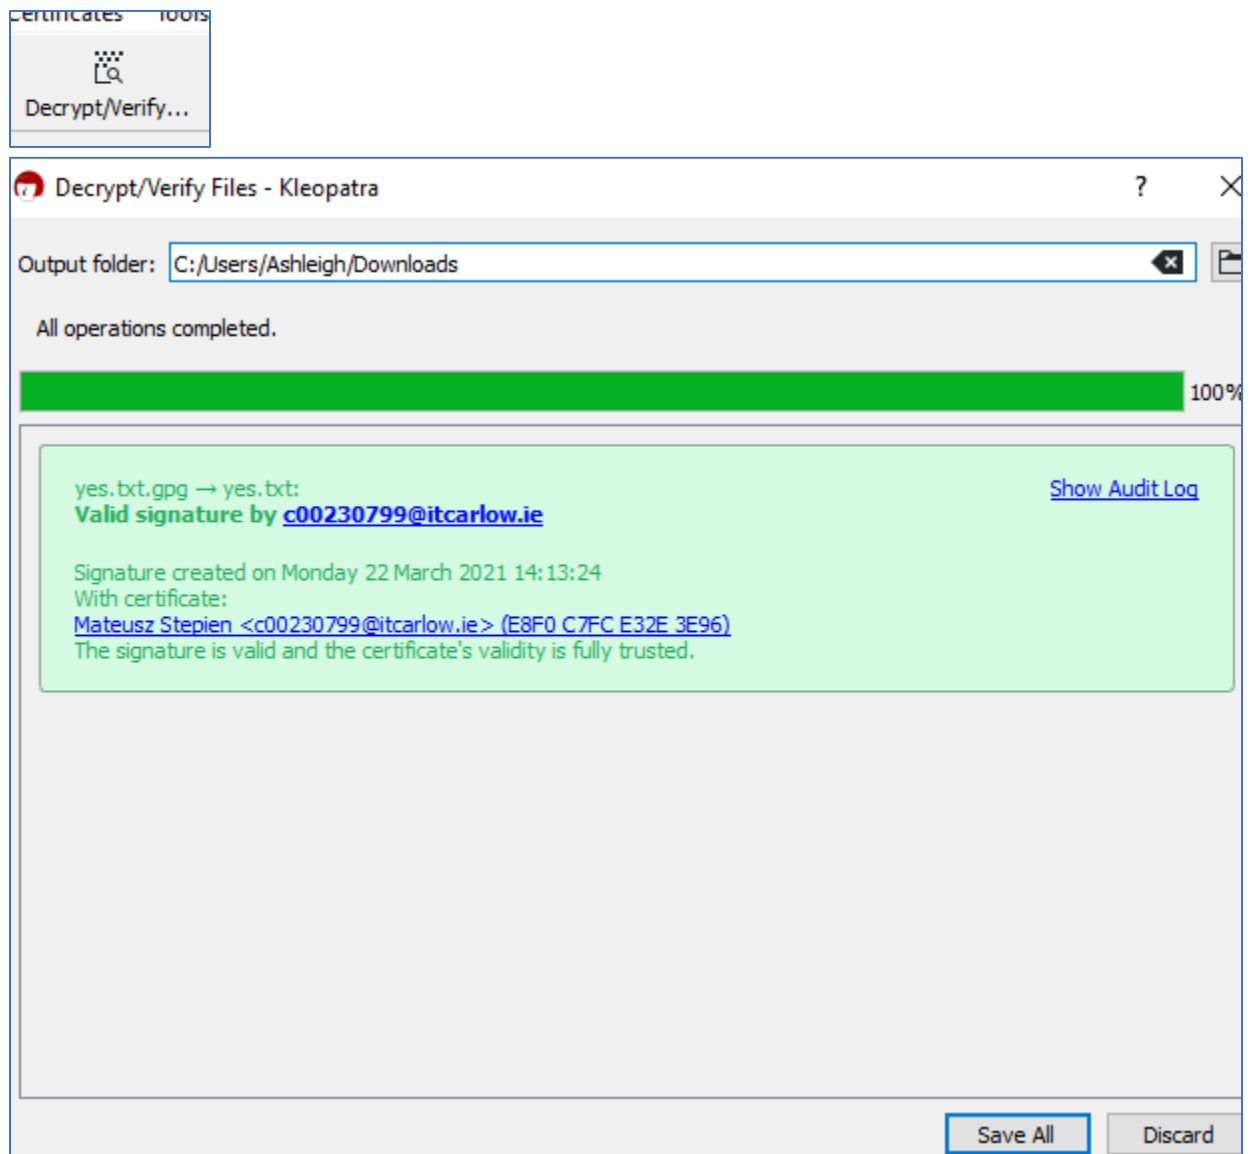 Certificates Tools
Decrypt/Verify...
Decrypt/Verify Files - Kleopatra ?
Output folder: C:/Users/Ashleigh/Downloads
All operations completed.
100%
yes.txt.gpg → yes.txt: Show Audit Log
Valid signature by c00230799@itcarlow.ie
Signature created on Monday 22 March 2021 14:13:24
With certificate:
Mateusz Stepien <c00230799@itcarlow.ie> (E8F0 C7FC E32E 3E96)
The signature is valid and the certificate's validity is fully trusted.
Save All Discard